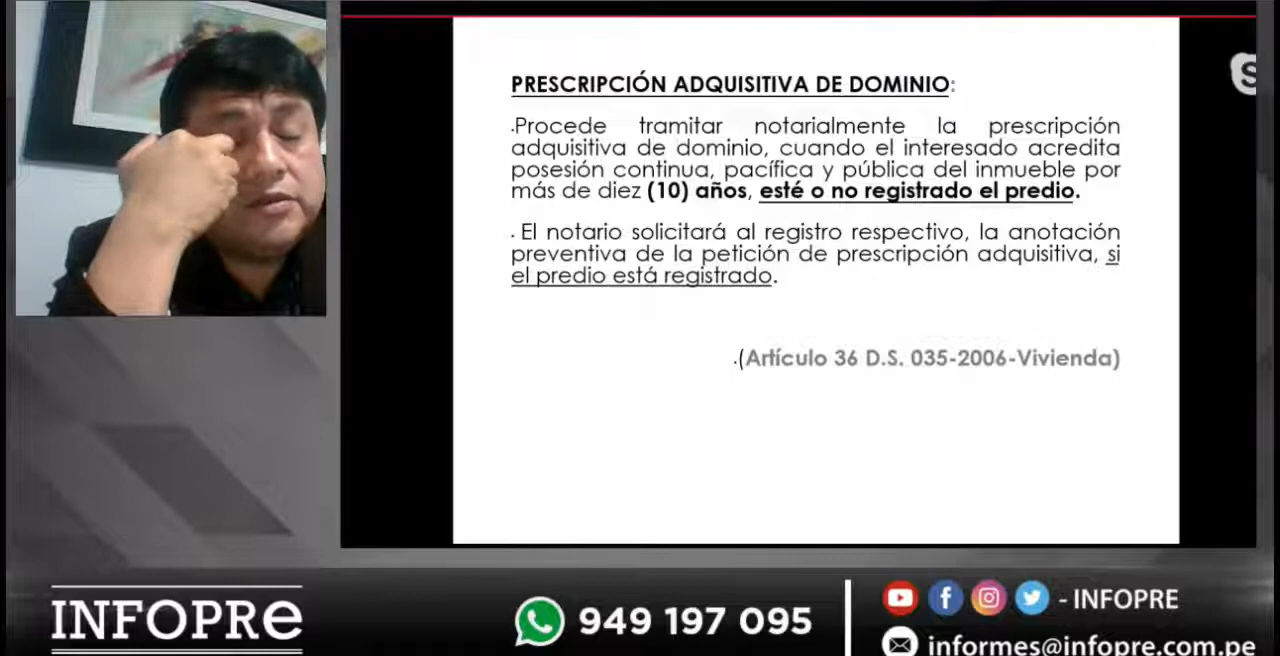 PRESCRIPCIÓN ADQUISITIVA DE DOMINIO:
.Procede tramitar notarialmente la prescripción
adquisitiva de dominio, cuando el interesado acredita
posesión continua, pacífica y pública del inmueble por
más de diez (10) años, esté o no registrado el predio.
. El notario solicitará al registro respectivo, la anotación
preventiva de la petición de prescripción adquisitiva, si
el predio está registrado.
.(Artículo 36 D.S. 035-2006-Vivienda)
INFOPRe
949 197 095
- INFOPRE
informes@infopre.com.pe